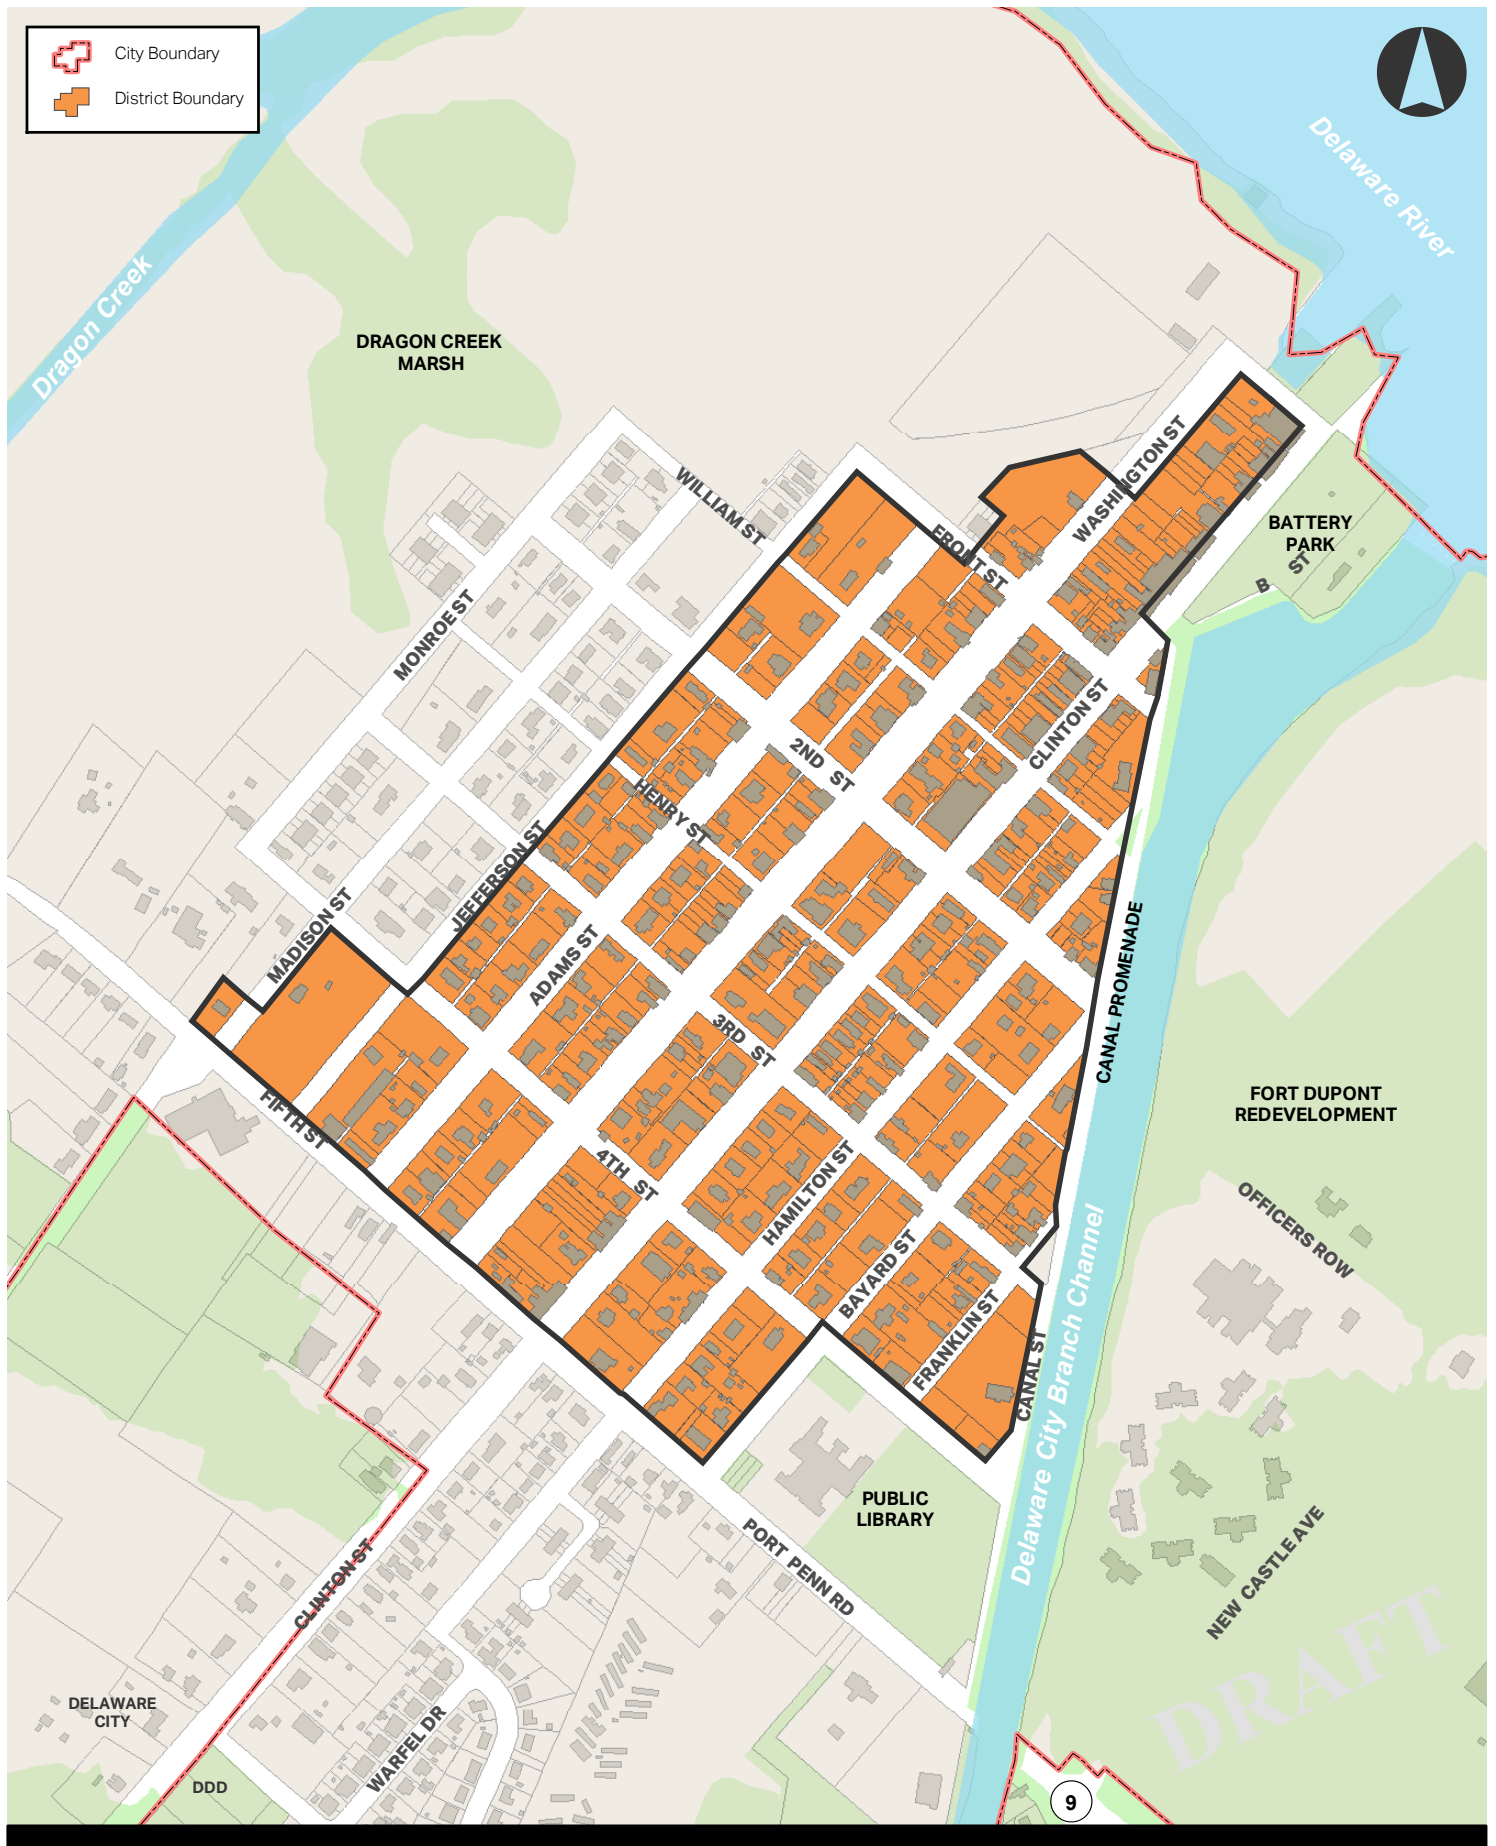 City Boundary
District Boundary
Delaware River
Dragon Creek
DRAGON CREEK
MARSH
WASHINGTON ST
WILLIAM ST
FRONT ST
BATTERY
PARK
B ST
MONROE ST
CLINTON ST
2ND ST
HENRY ST
JEFFERSON ST
MADISON ST
ADAMS ST
CANAL PROMENADE
3RD ST
FORT DUPONT
REDEVELOPMENT
FIFTH ST
4TH ST
HAMILTON ST
OFFICERS ROW
BAYARD ST
FRANKLIN ST
CANAL ST
Delaware City Branch Channel
PUBLIC
LIBRARY
PORT PENN RD
CLINTON ST
NEW CASTLE AVE
DRAFT
DELAWARE
CITY
WARFEL DR
DDD
9